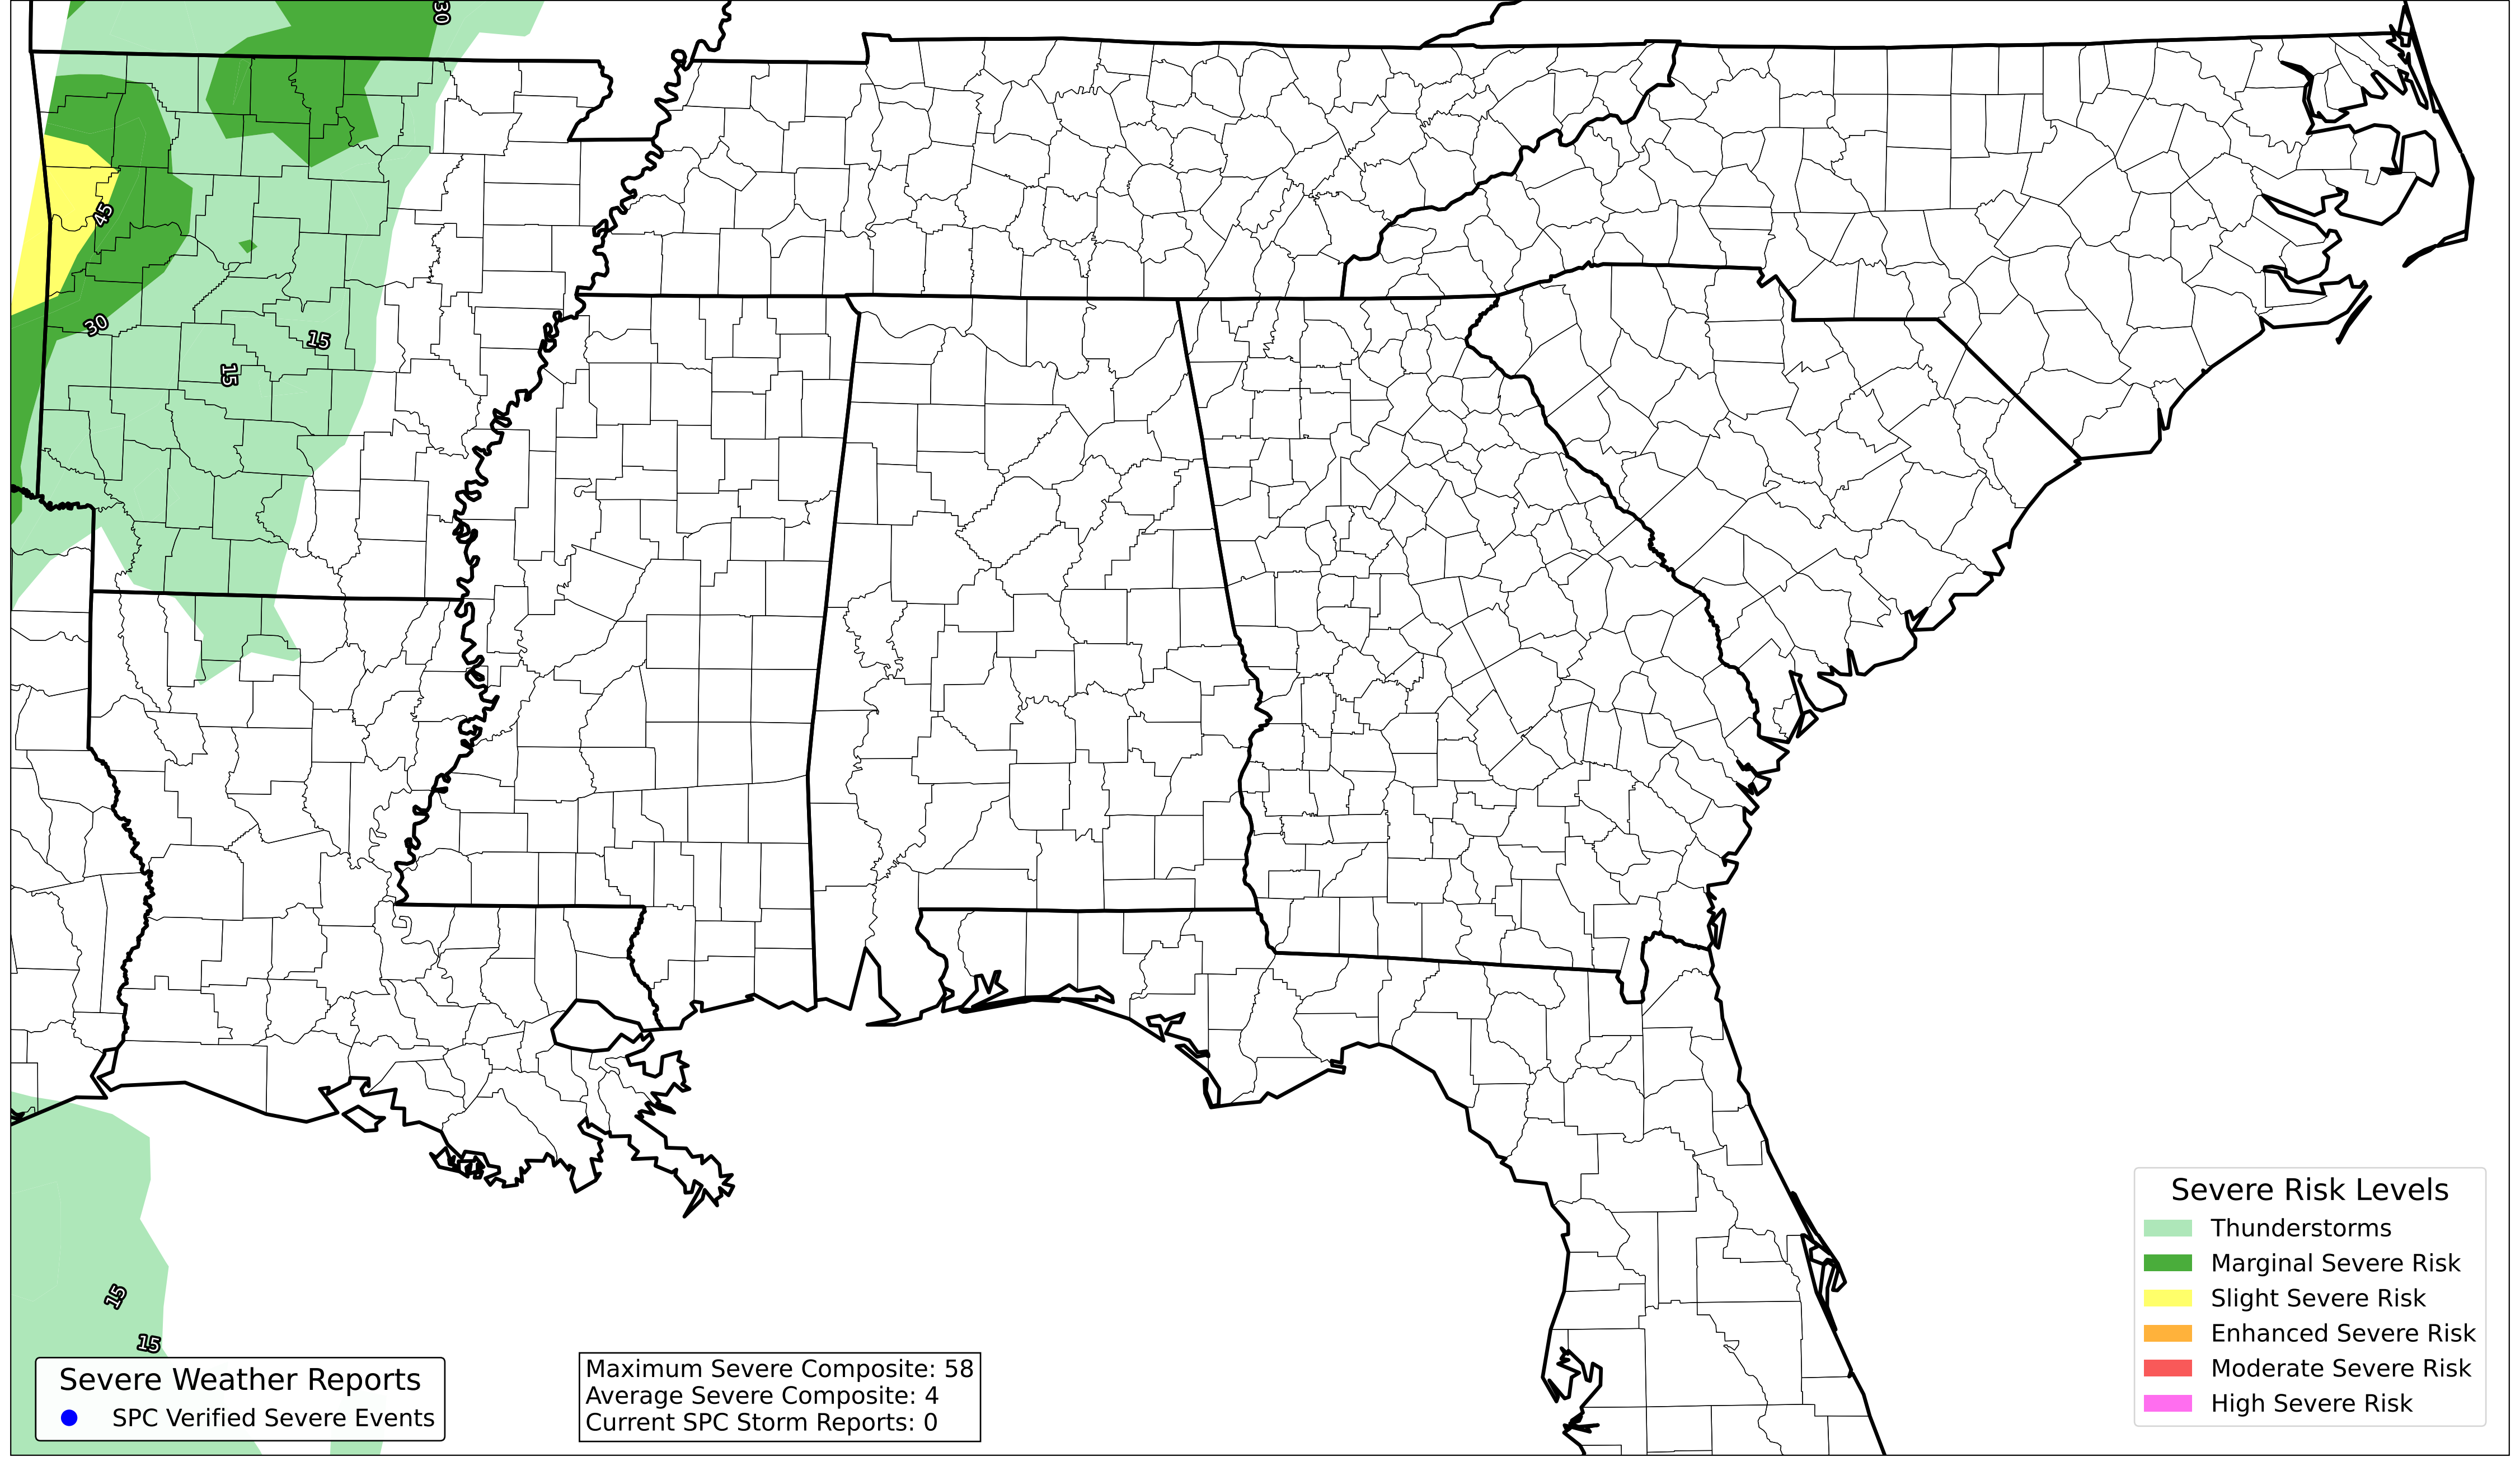 30
45
30
15
15
15
15
Severe Weather Reports
SPC Verified Severe Events
Maximum Severe Composite: 58
Average Severe Composite: 4
Current SPC Storm Reports: 0
Severe Risk Levels
Thunderstorms
Marginal Severe Risk
Slight Severe Risk
Enhanced Severe Risk
Moderate Severe Risk
High Severe Risk